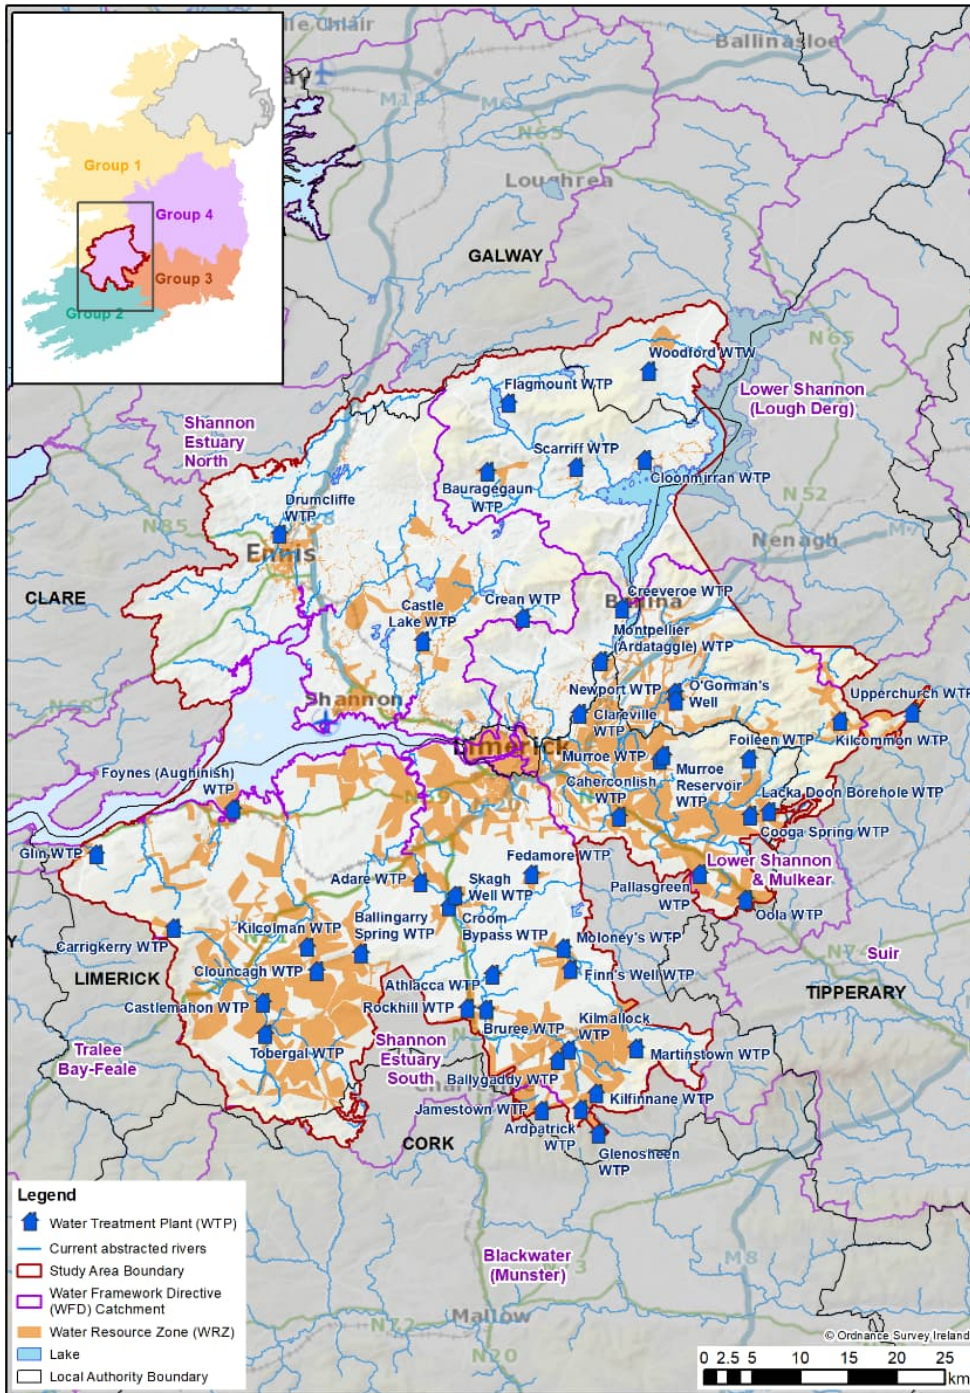 Group 1
Group 4
Group 3
Group 2
Ballinasloe
M6
N65
Loughrea
GALWAY
N65
Woodford WTW
Flagmount WTP
Lower Shannon
(Lough Derg)
Shannon
Estuary
North
Scarriff WTP
Bauragegaun
WTP
Cloonmirran WTP
Drumcliffe
WTP
N85
N52
Nenagh
Ennis
CLARE
Castle
Lake WTP
Crean WTP
Creeveroe WTP
Montpellier
(Ardataggle) WTP
Newport WTP
O'Gorman's
Well
Upperchurch WTP
Shannon
Clareville
WTP
Kilcommon WTP
Limerick
Murroe WTP
Foileen WTP
Foynes (Aughinish)
WTP
Caherconlish
WTP
Murroe
Reservoir
WTP
Lacka Doon Borehole WTP
Cooga Spring WTP
Glin WTP
Fedamore WTP
Lower Shannon
& Mulkear
Adare WTP
Skagh
Well WTP
Pallasgreen
WTP
Oola WTP
Kilcolman WTP
Ballingarry
Spring WTP
Croom
Bypass WTP
Carrigkerry WTP
Moloney's WTP
Suir
Clouncagh WTP
Athlacca WTP
Finn's Well WTP
LIMERICK
TIPPERARY
Castlemahon WTP
Rockhill WTP
Bruree WTP
Kilmallock
WTP
Tralee
Bay-Feale
Tobergal WTP
Shannon
Estuary
South
Martinstown WTP
Ballygaddy WTP
Kilfinnane WTP
Jamestown WTP
CORK
Ardpatrick
WTP
Glenosheen
WTP
Legend
Water Treatment Plant (WTP)
Current abstracted rivers
Study Area Boundary
Water Framework Directive
(WFD) Catchment
Water Resource Zone (WRZ)
Lake
Local Authority Boundary
Blackwater
(Munster)
N73
M8
Mallow
N72
N20
© Ordnance Survey Ireland
0 2.5 5 10 15 20 25
km